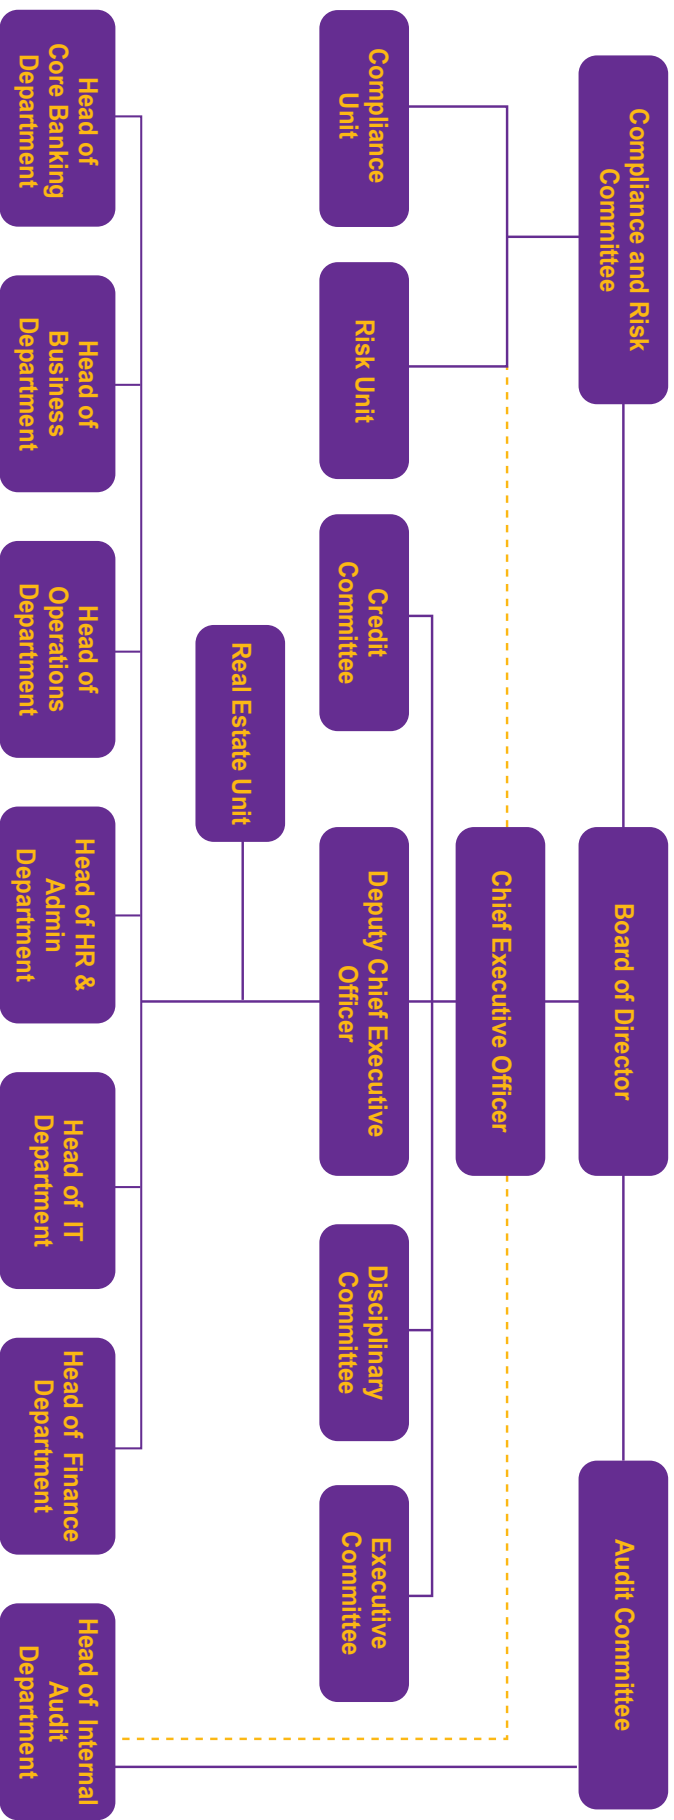 Compliance and Risk
Committee
Board of Director
Audit Committee
Chief Executive Officer
Compliance
Unit
Risk Unit
Credit
Committee
Deputy Chief Executive
Officer
Disciplinary
Committee
Executive
Committee
Real Estate Unit
Head of
Core Banking
Department
Head of
Business
Department
Head of
Operations
Department
Head of HR &
Admin
Department
Head of IT
Department
Head of Finance
Department
Head of Internal
Audit
Department